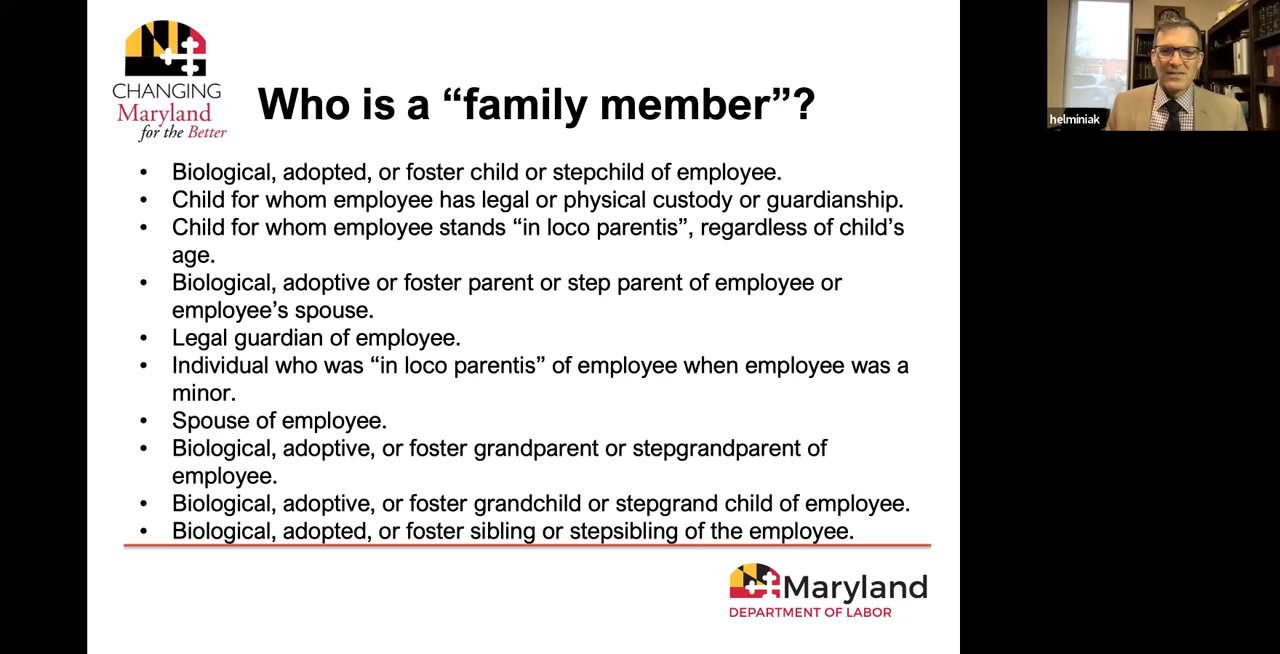 CHANGING
Maryland
for the Better
Who is a “family member”?
• Biological, adopted, or foster child or stepchild of employee.
• Child for whom employee has legal or physical custody or guardianship.
• Child for whom employee stands “in loco parentis”, regardless of child’s
age.
• Biological, adoptive or foster parent or step parent of employee or
employee’s spouse.
• Legal guardian of employee.
• Individual who was “in loco parentis” of employee when employee was a
minor.
• Spouse of employee.
• Biological, adoptive, or foster grandparent or stepgrandparent of
employee.
• Biological, adoptive, or foster grandchild or stepgrand child of employee.
• Biological, adopted, or foster sibling or stepsibling of the employee.
Maryland
DEPARTMENT OF LABOR
helminiak